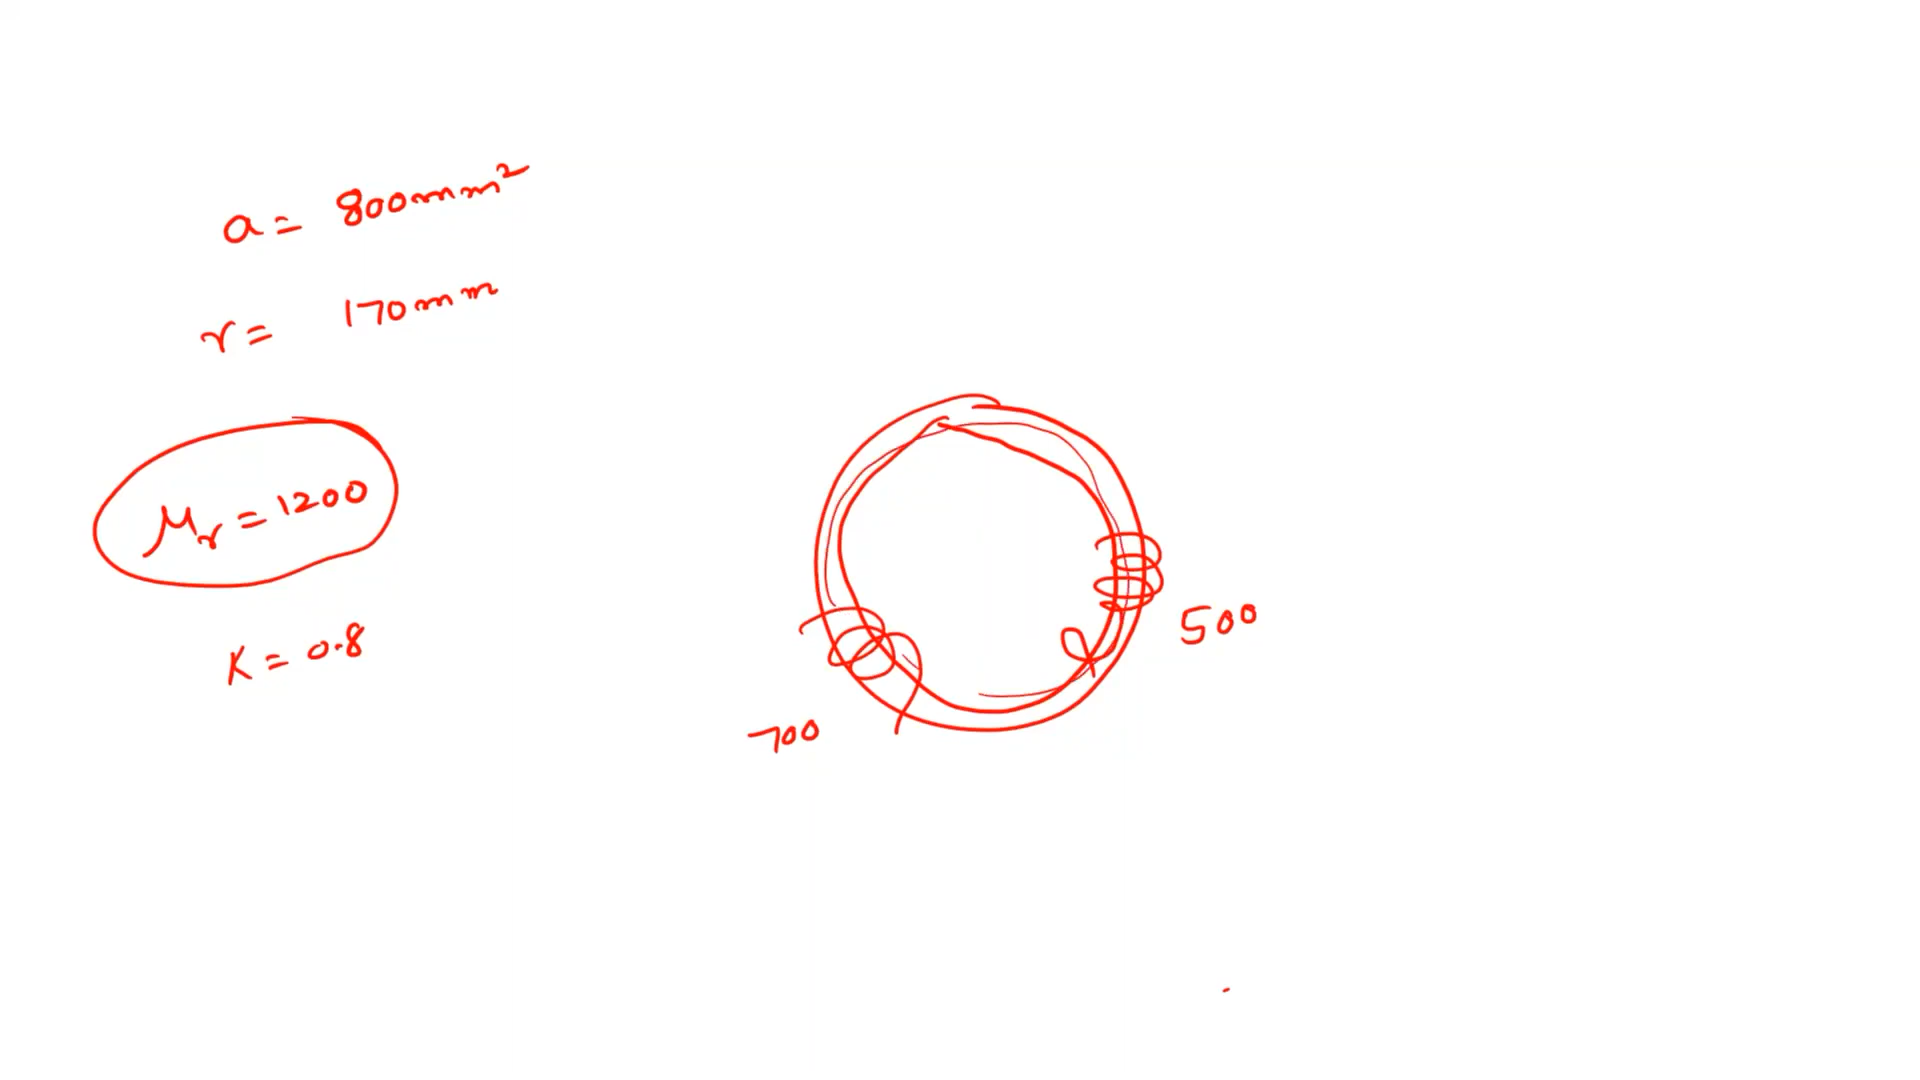 a = 800mm²
r = 170mm
μr = 1200
K = 0.8
500
700